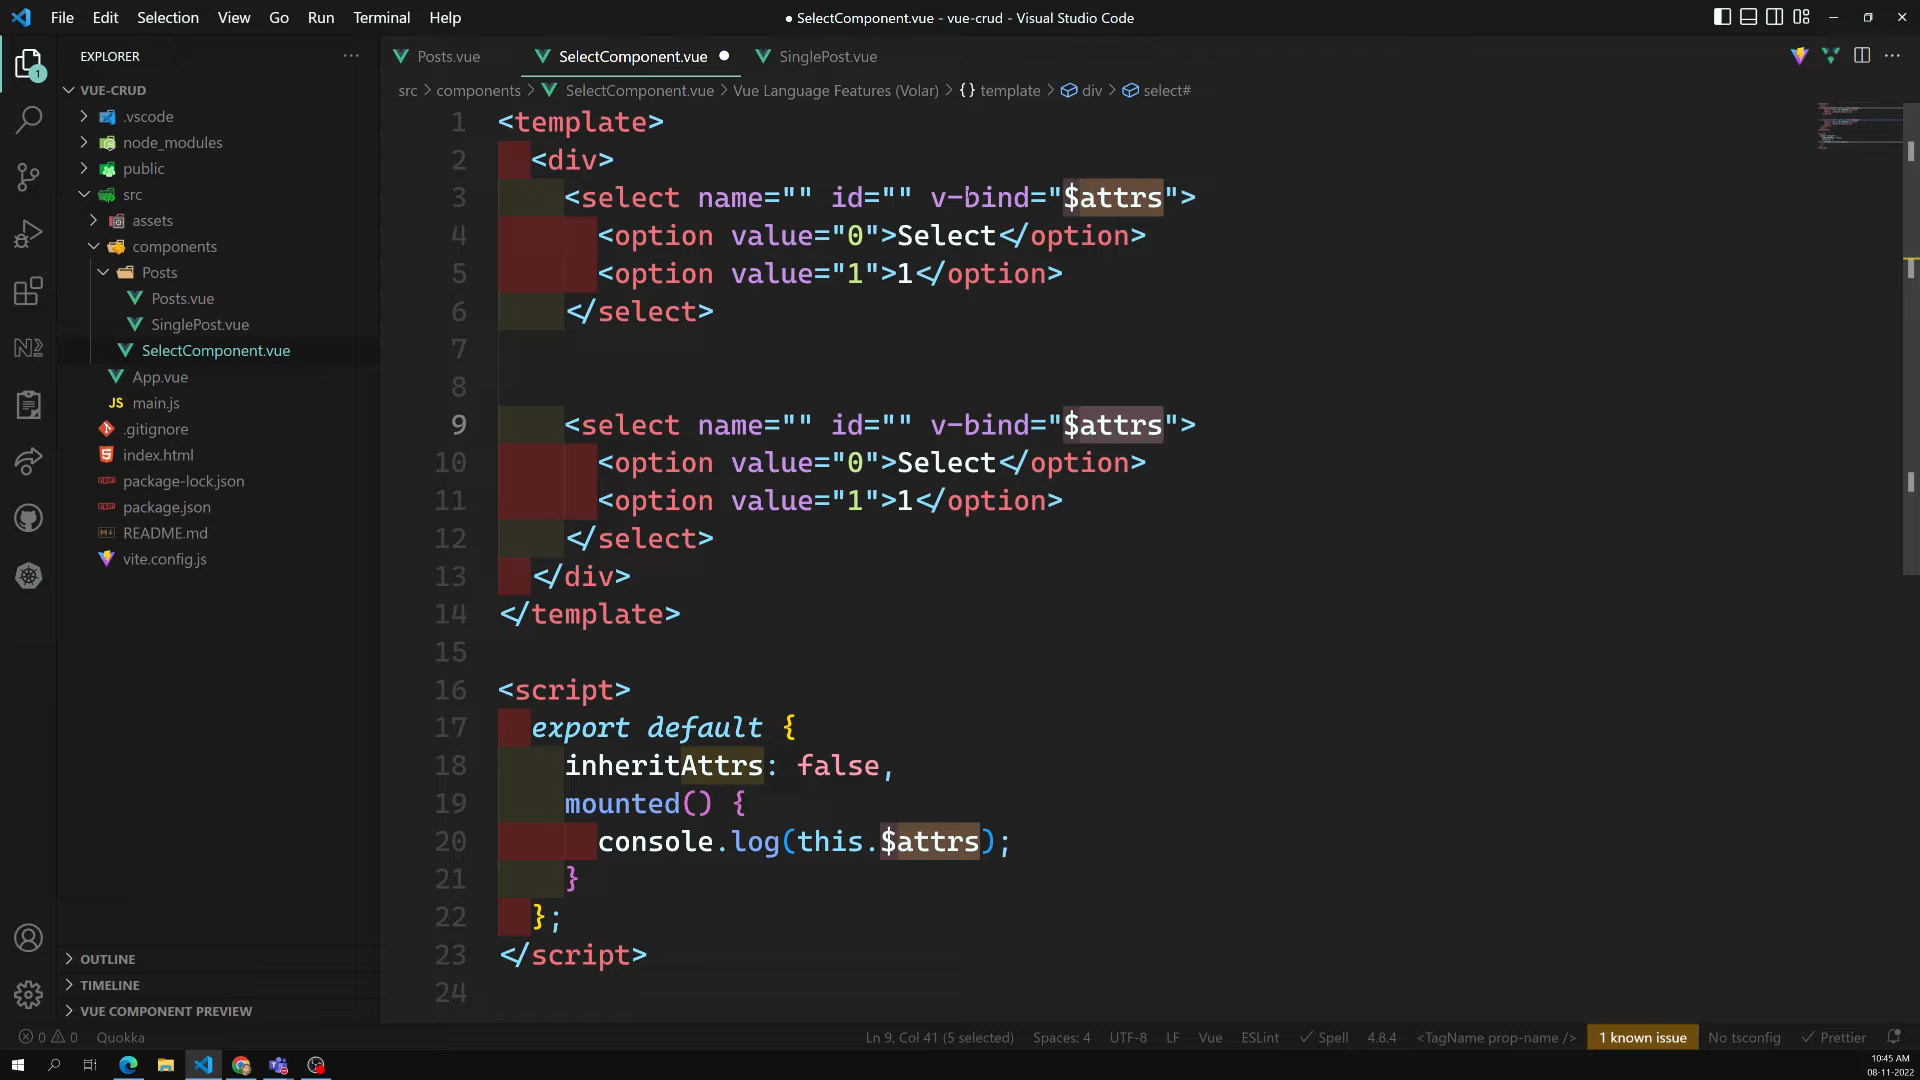 File Edit Selection View Go Run Terminal Help
● SelectComponent.vue - vue-crud - Visual Studio Code
EXPLORER
1
VUE-CRUD
.vscode
node_modules
public
src
assets
components
Posts
Posts.vue
SinglePost.vue
SelectComponent.vue
App.vue
JS main.js
.gitignore
index.html
package-lock.json
package.json
README.md
vite.config.js
OUTLINE
TIMELINE
VUE COMPONENT PREVIEW
Posts.vue SelectComponent.vue SinglePost.vue
src > components > SelectComponent.vue > Vue Language Features (Volar) > {} template > div > select#
1 <template>
2 <div>
3 <select name="" id="" v-bind="$attrs">
4 <option value="0">Select</option>
5 <option value="1">1</option>
6 </select>
7
8
9 <select name="" id="" v-bind="$attrs">
10 <option value="0">Select</option>
11 <option value="1">1</option>
12 </select>
13 </div>
14 </template>
15
16 <script>
17 export default {
18 inheritAttrs: false,
19 mounted() {
20 console.log(this.$attrs);
21 }
22 };
23 </script>
24
0 0 Quokka Ln 9, Col 41 (5 selected) Spaces: 4 UTF-8 LF Vue ESLint Spell 4.8.4 <TagName prop-name /> 1 known issue No tsconfig Prettier
10:45 AM
08-11-2022